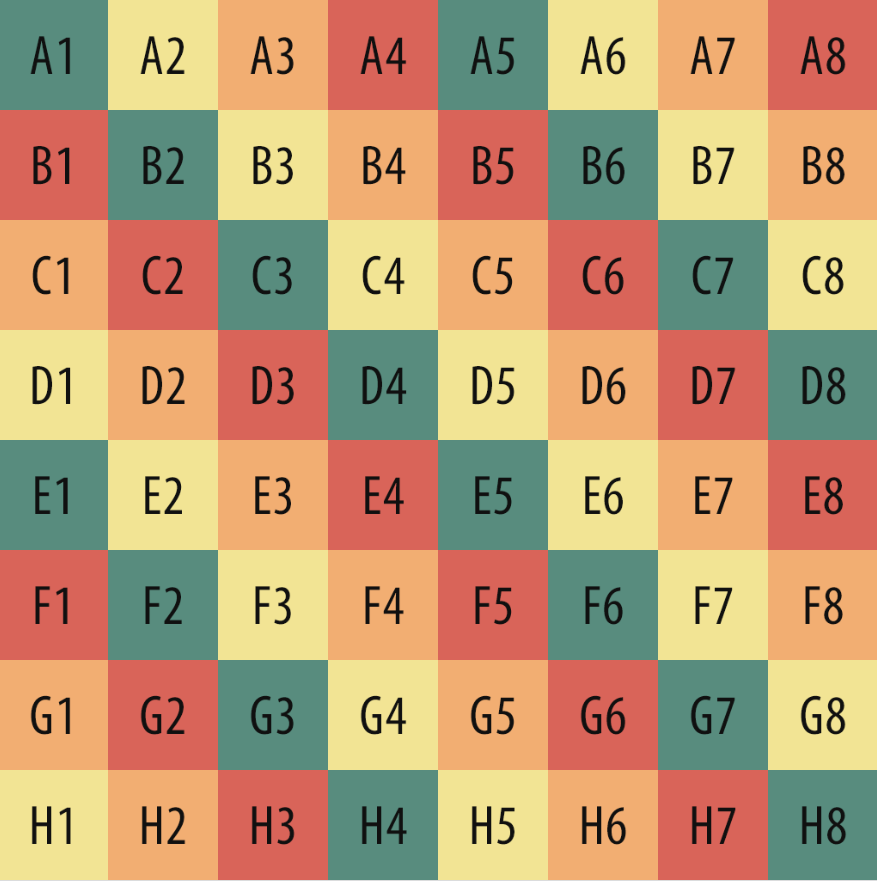 A1 A2 A3 A4 A5 A6 A7 A8
B1 B2 B3 B4 B5 B6 B7 B8
C1 C2 C3 C4 C5 C6 C7 C8
D1 D2 D3 D4 D5 D6 D7 D8
E1 E2 E3 E4 E5 E6 E7 E8
F1 F2 F3 F4 F5 F6 F7 F8
G1 G2 G3 G4 G5 G6 G7 G8
H1 H2 H3 H4 H5 H6 H7 H8